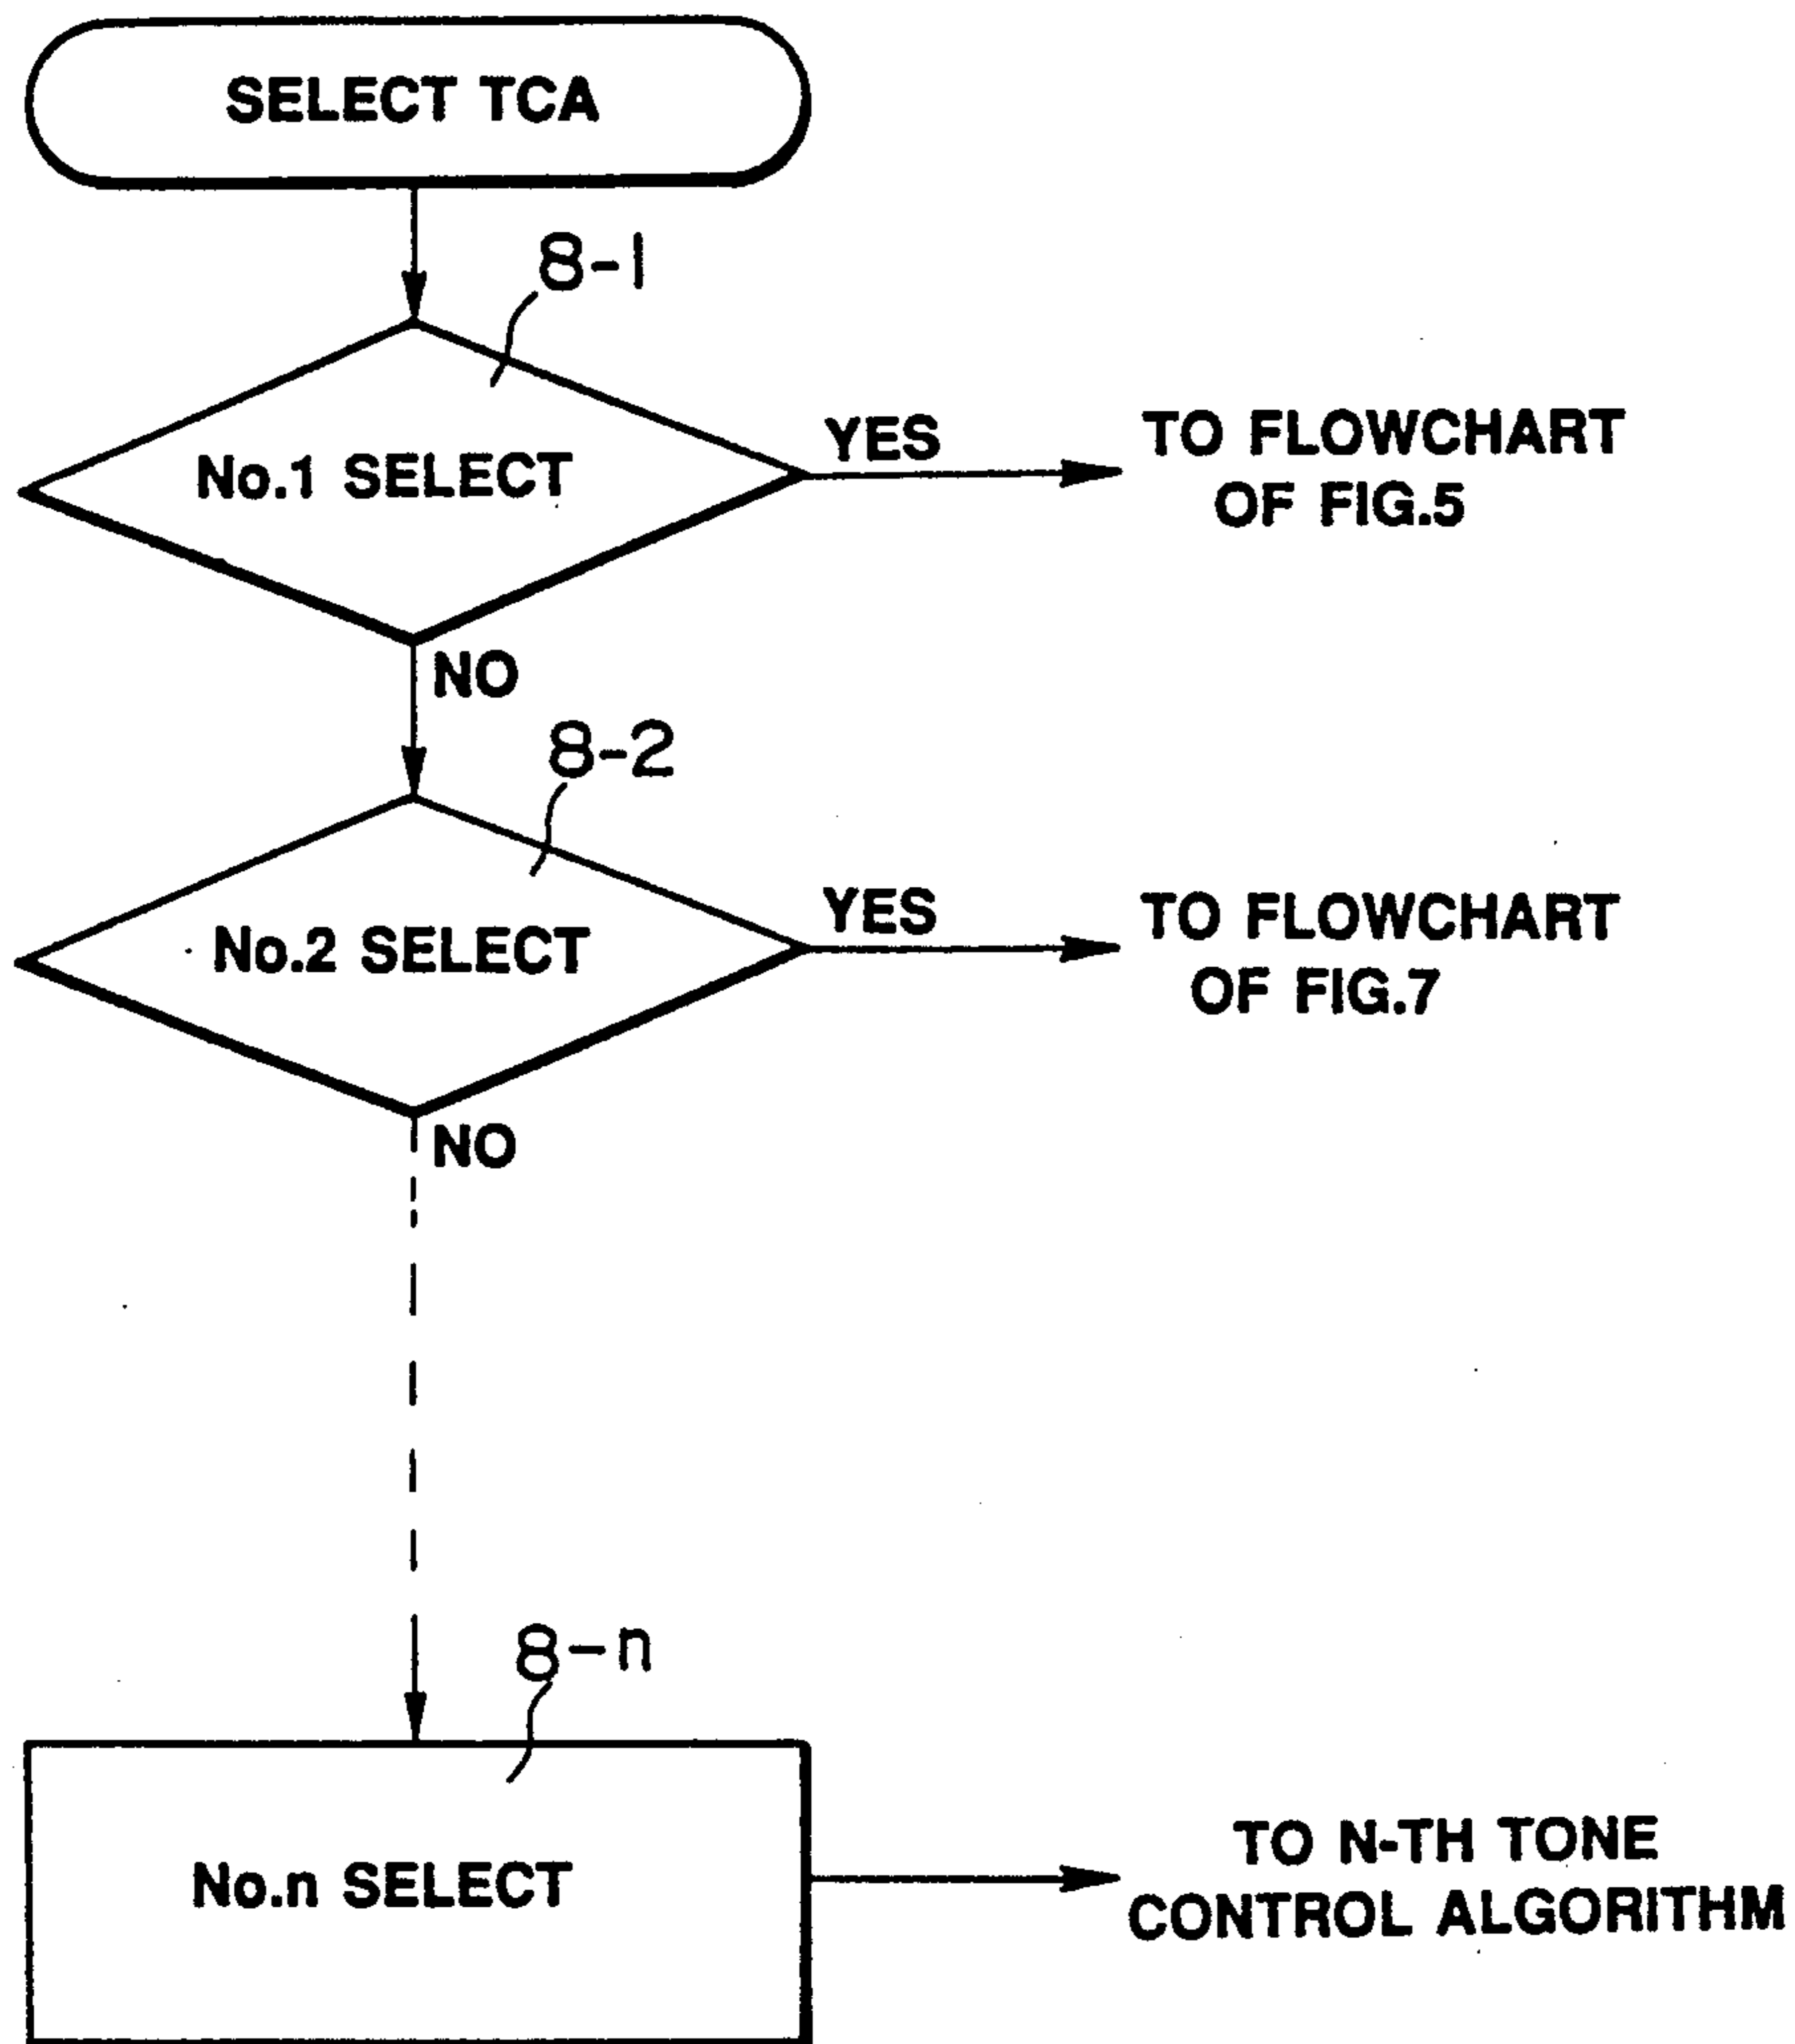 SELECT TCA
8-1
No.1 SELECT
YES
TO FLOWCHART
OF FIG.5
NO
8-2
No.2 SELECT
YES
TO FLOWCHART
OF FIG.7
NO
8-n
No.n SELECT
TO N-TH TONE
CONTROL ALGORITHM